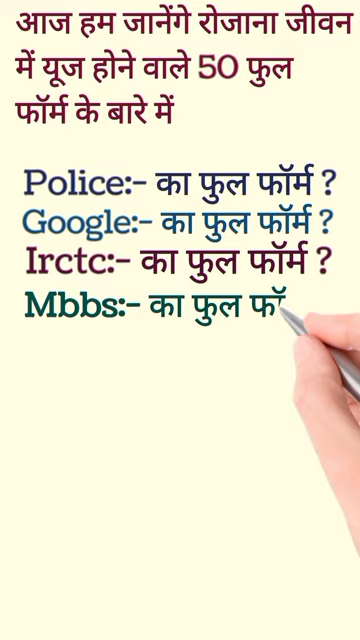 आज हम जानेंगे रोजाना जीवन
में यूज होने वाले 50 फुल
फॉर्म के बारे में
Police:- का फुल फॉर्म ?
Google:- का फुल फॉर्म ?
Irctc:- का फुल फॉर्म ?
Mbbs:- का फुल फॉ